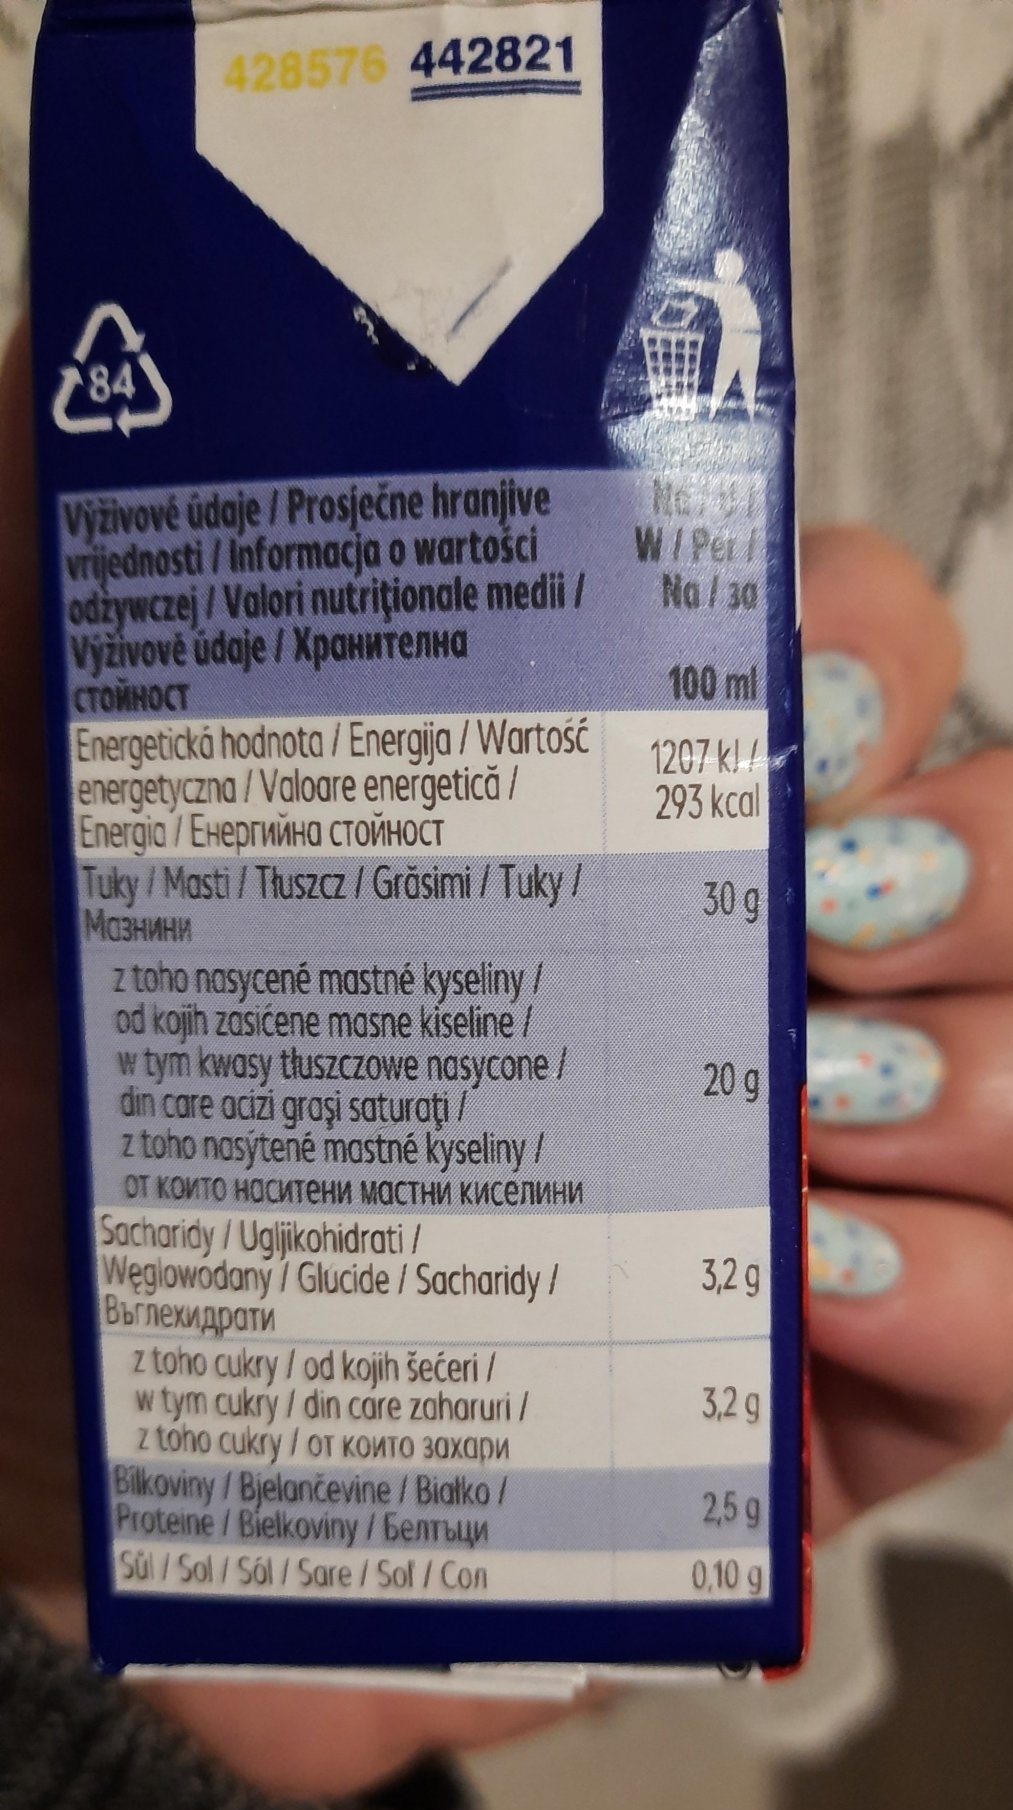 428576 442821
84
Výživové údaje / Prosječne hranjive
vrijednosti / Informacja o wartości
odżywczej / Valori nutriţionale medii /
Výživové údaje / Хранителна
стойност
W / Per /
Na / за
100 ml
Energetická hodnota / Energija / Wartość
energetyczna / Valoare energetică /
Energia / Енергийна стойност
1207 kJ /
293 kcal
Tuky / Masti / Tłuszcz / Grăsimi / Tuky /
Мазнини
30 g
z toho nasycené mastné kyseliny /
od kojih zasićene masne kiseline /
w tym kwasy tłuszczowe nasycone /
din care acizi graşi saturaţi /
z toho nasýtené mastné kyseliny /
от които наситени мастни киселини
20 g
Sacharidy / Ugljikohidrati /
Węglowodany / Glucide / Sacharidy /
Въглехидрати
3,2 g
z toho cukry / od kojih šećeri /
w tym cukry / din care zaharuri /
z toho cukry / от които захари
3,2 g
Bílkoviny / Bjelančevine / Białko /
Proteine / Bielkoviny / Белтъци
2,5 g
Sůl / Sol / Sól / Sare / Soľ / Сол
0,10 g